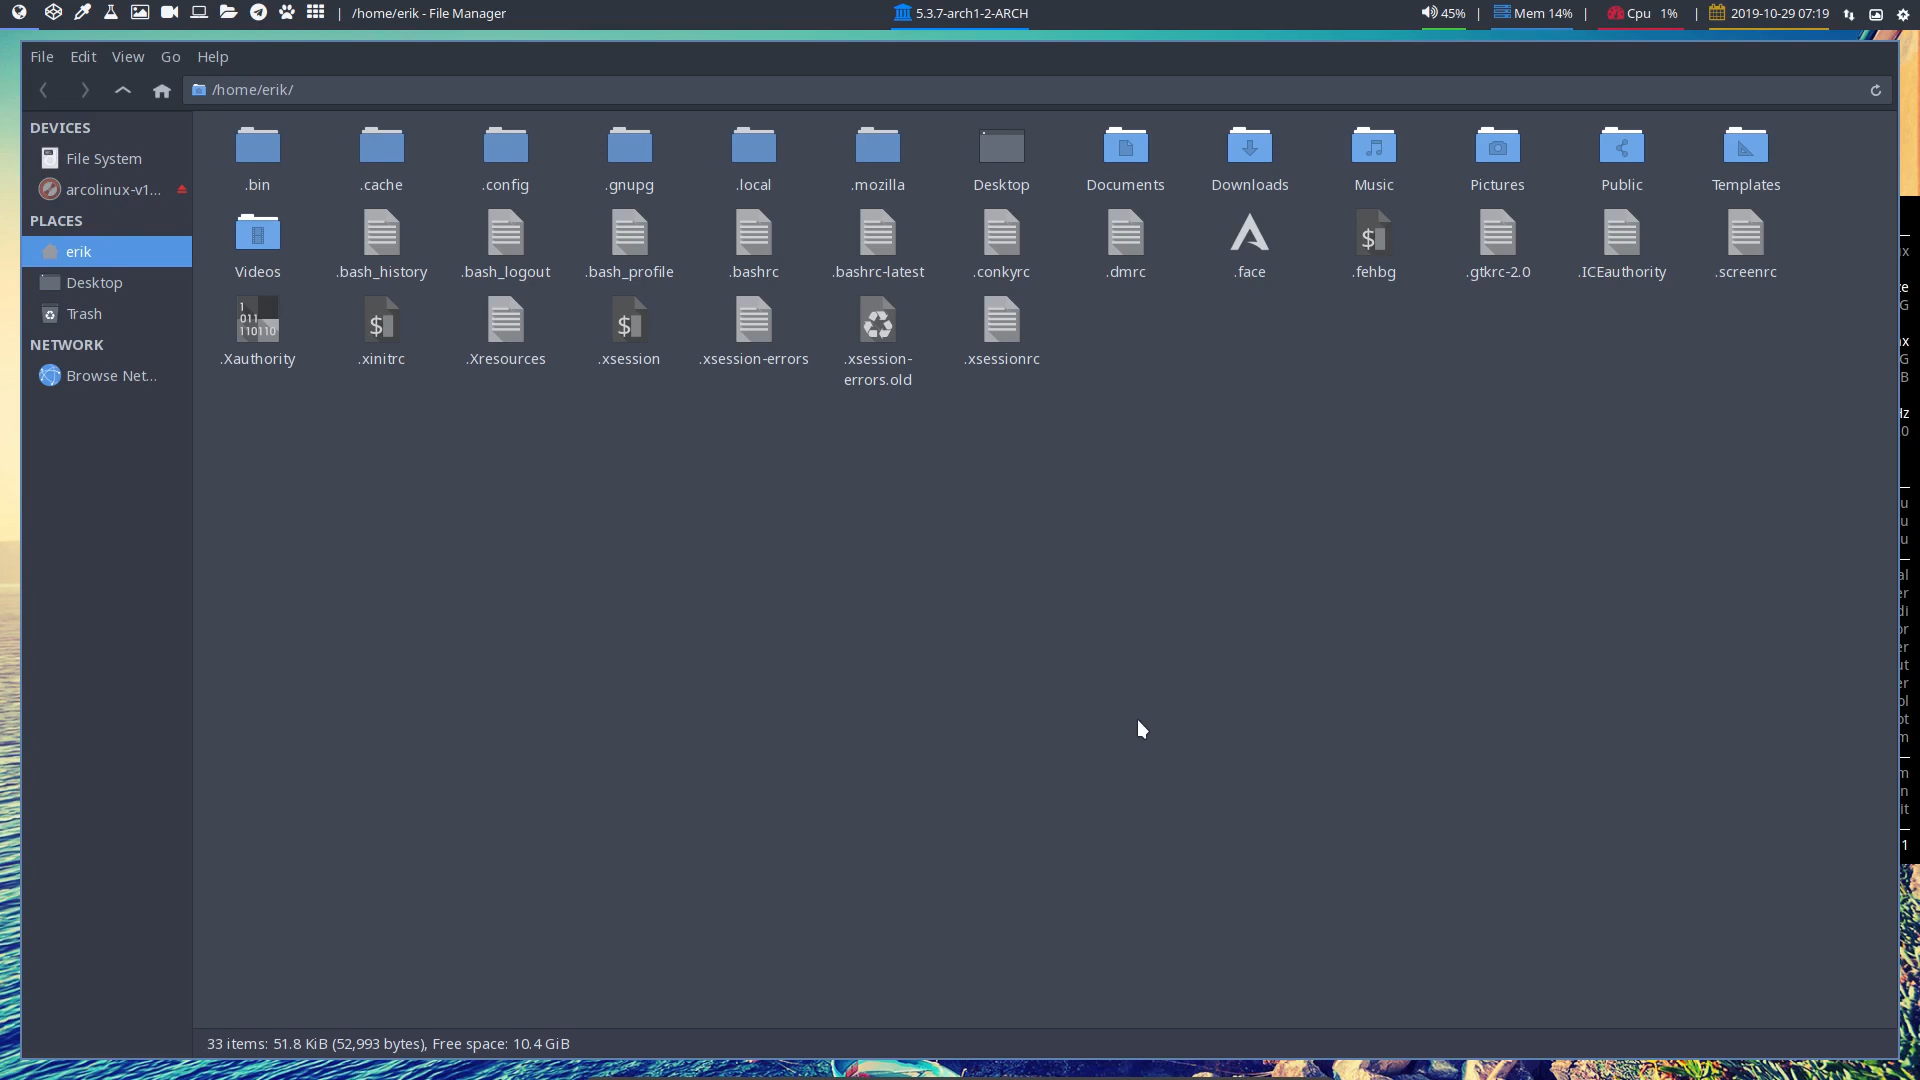 /home/erik - File Manager
5.3.7-arch1-2-ARCH
45% | Mem 14% | Cpu 1% | 2019-10-29 07:19
File Edit View Go Help
/home/erik/
DEVICES
File System
arcolinux-v1...
PLACES
erik
Desktop
Trash
NETWORK
Browse Net...
.bin .cache .config .gnupg .local .mozilla Desktop Documents Downloads Music Pictures Public Templates
Videos .bash_history .bash_logout .bash_profile .bashrc .bashrc-latest .conkyrc .dmrc .face .fehbg .gtkrc-2.0 .ICEauthority .screenrc
1
011
110110
.Xauthority .xinitrc .Xresources .xsession .xsession-errors .xsession-errors.old .xsessionrc
33 items: 51.8 KiB (52,993 bytes), Free space: 10.4 GiB